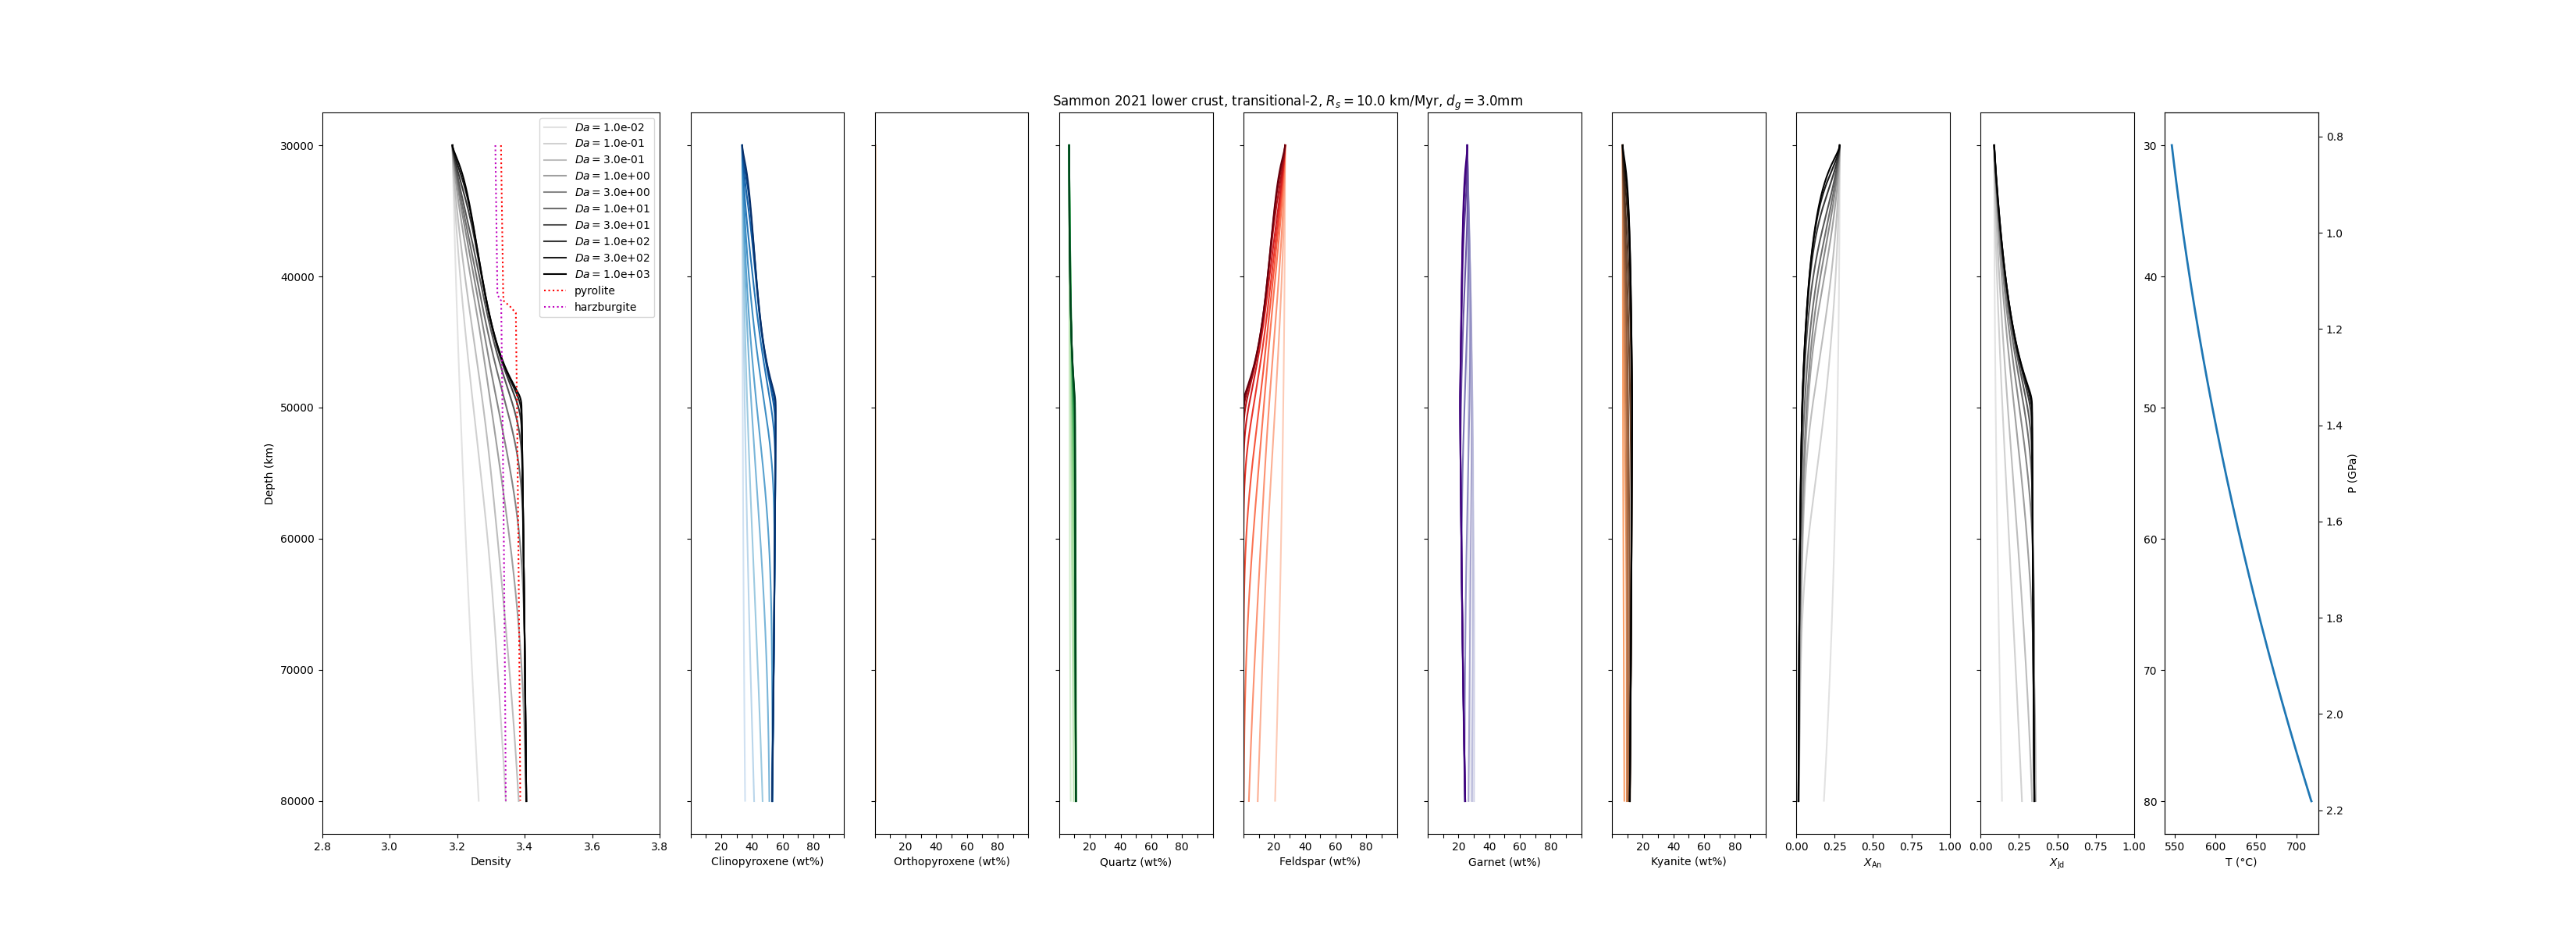 Sammon 2021 lower crust, transitional-2, R_s = 10.0 km/Myr, d_g = 3.0mm
Da = 1.0e-02
Da = 1.0e-01
Da = 3.0e-01
Da = 1.0e+00
Da = 3.0e+00
Da = 1.0e+01
Da = 3.0e+01
Da = 1.0e+02
Da = 3.0e+02
Da = 1.0e+03
pyrolite
harzburgite
Depth (km)
30000
40000
50000
60000
70000
80000
2.8 3.0 3.2 3.4 3.6 3.8
Density
20 40 60 80
Clinopyroxene (wt%)
20 40 60 80
Orthopyroxene (wt%)
20 40 60 80
Quartz (wt%)
20 40 60 80
Feldspar (wt%)
20 40 60 80
Garnet (wt%)
20 40 60 80
Kyanite (wt%)
0.00 0.25 0.50 0.75 1.00
X_An
0.00 0.25 0.50 0.75 1.00
X_Jd
30
40
50
60
70
80
550 600 650 700
T (°C)
0.8
1.0
1.2
1.4
1.6
1.8
2.0
2.2
P (GPa)